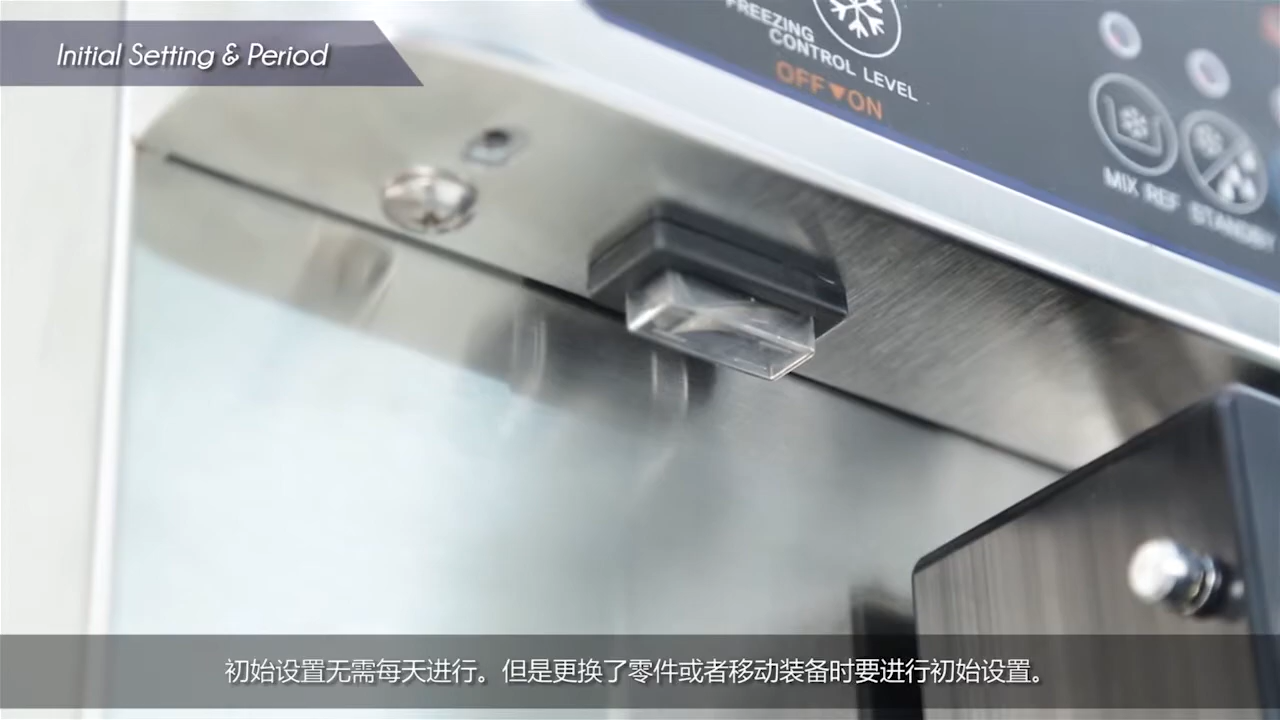 Initial Setting & Period
FREEZING
CONTROL LEVEL
OFF▼ON
MIX REF STANDBY
初始设置无需每天进行。但是更换了零件或者移动装备时要进行初始设置。